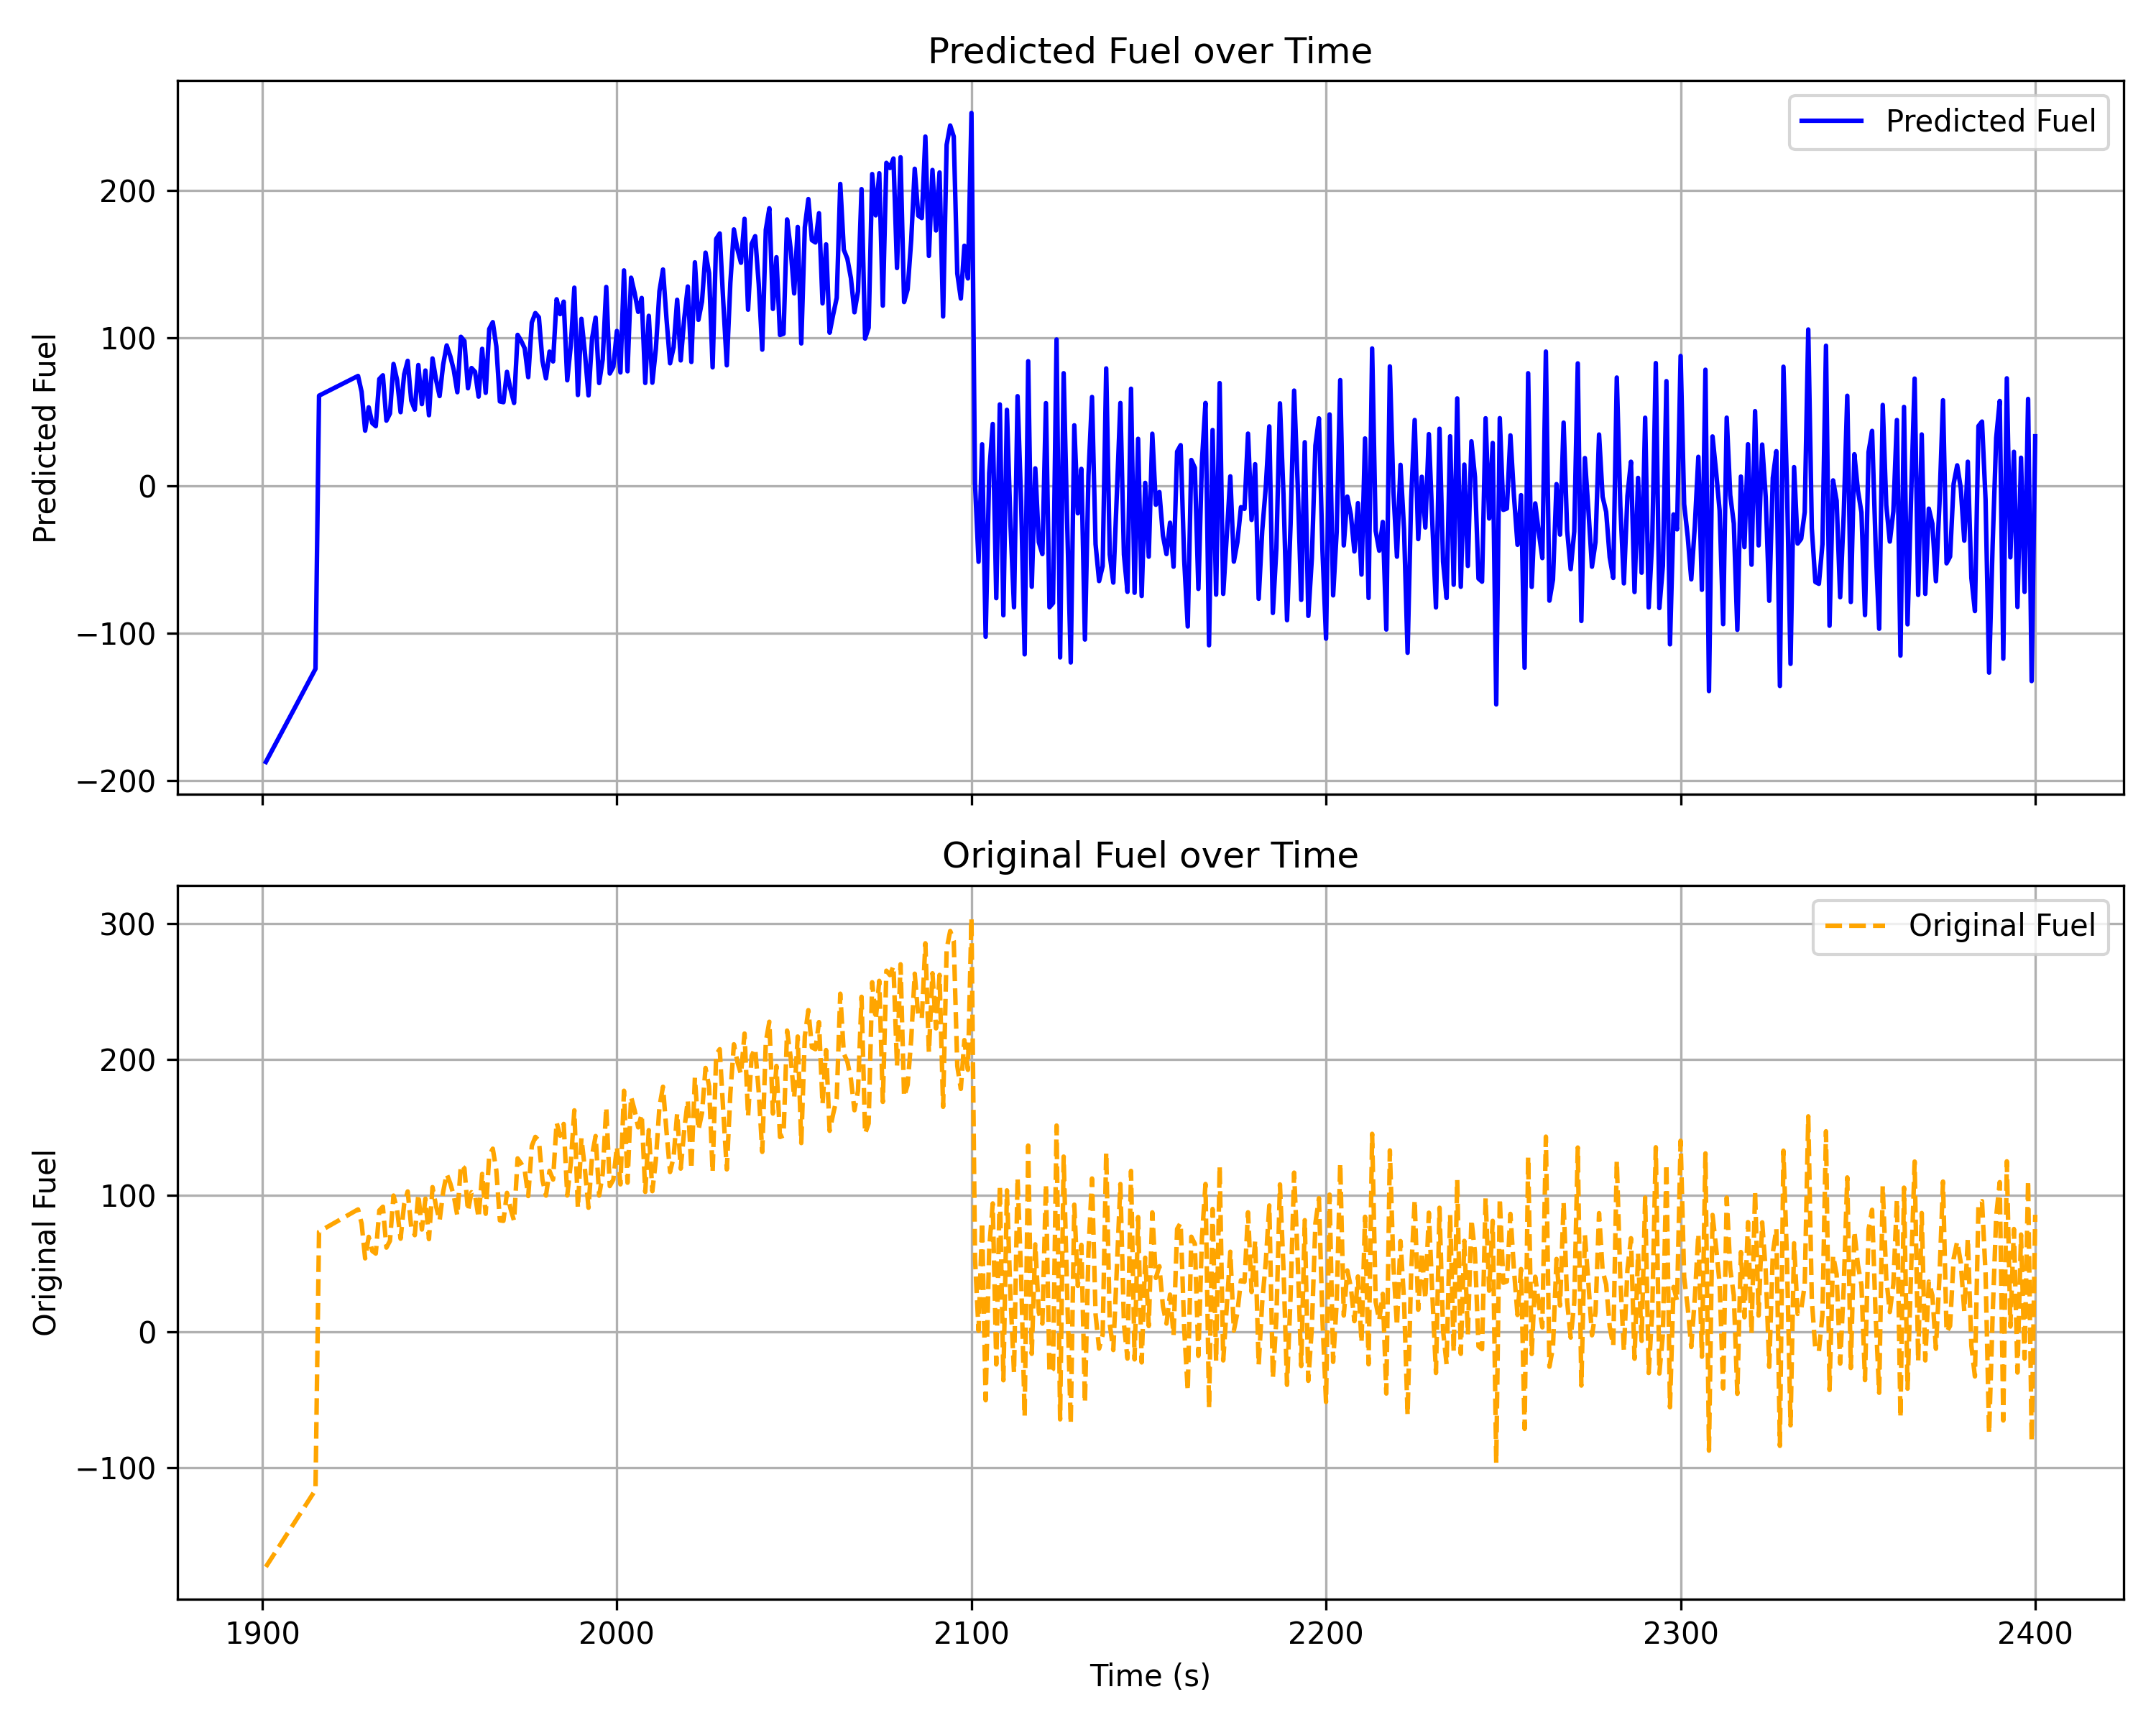 Predicted Fuel over Time
Predicted Fuel
200
100
0
−100
−200
Predicted Fuel
Original Fuel over Time
Original Fuel
300
200
100
0
−100
Original Fuel
1900 2000 2100 2200 2300 2400
Time (s)